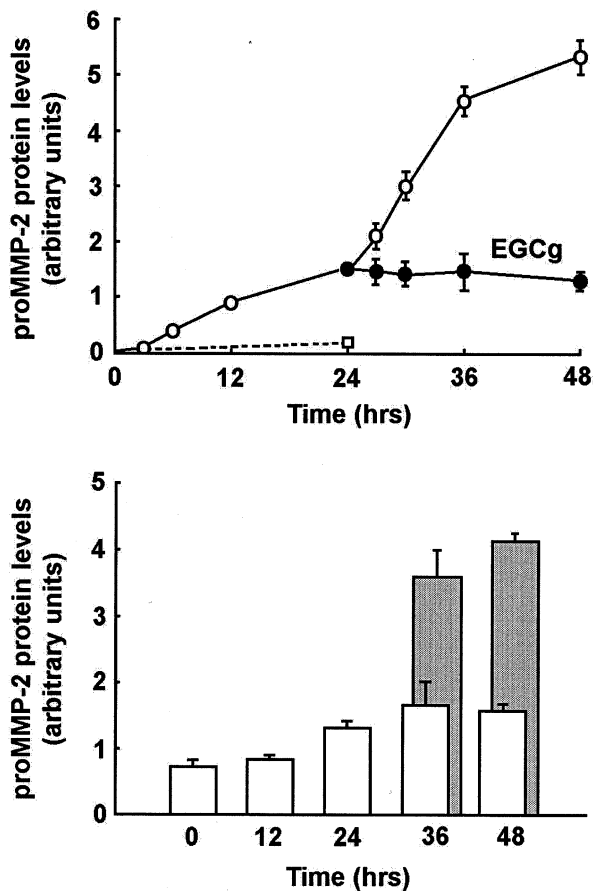 proMMP-2 protein levels
(arbitrary units)
6
5
4
3
2
1
0
EGCg
0 12 24 36 48
Time (hrs)
proMMP-2 protein levels
(arbitrary units)
5
4
3
2
1
0
0 12 24 36 48
Time (hrs)